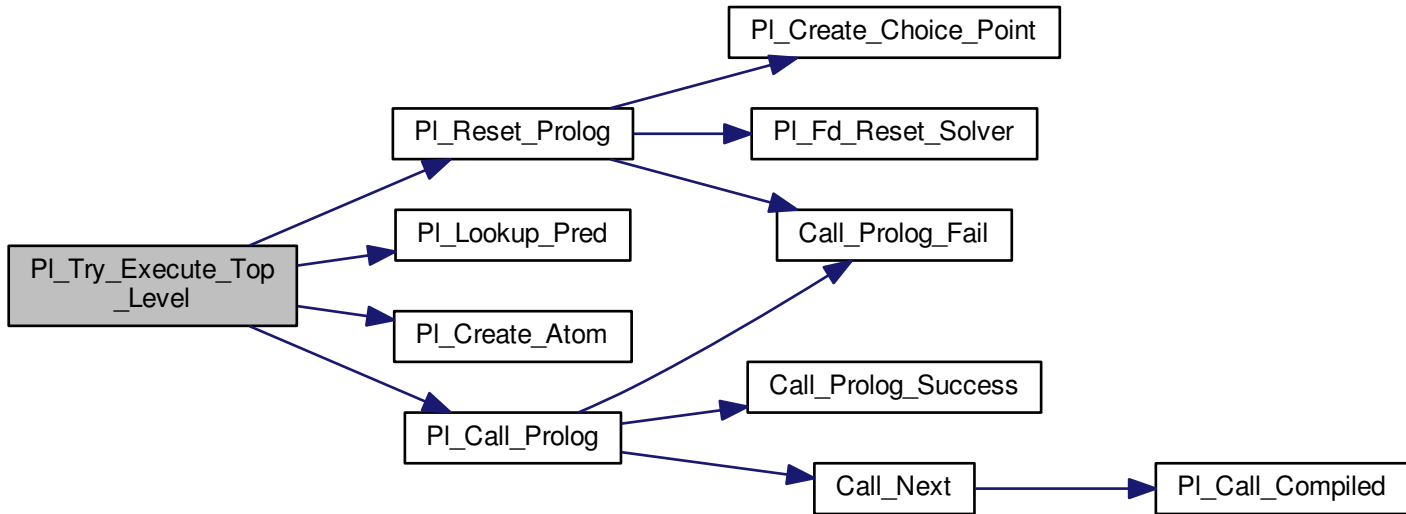 Pl_Create_Choice_Point
Pl_Reset_Prolog
Pl_Fd_Reset_Solver
Pl_Lookup_Pred
Call_Prolog_Fail
Pl_Try_Execute_Top
_Level
Pl_Create_Atom
Call_Prolog_Success
Pl_Call_Prolog
Call_Next
Pl_Call_Compiled